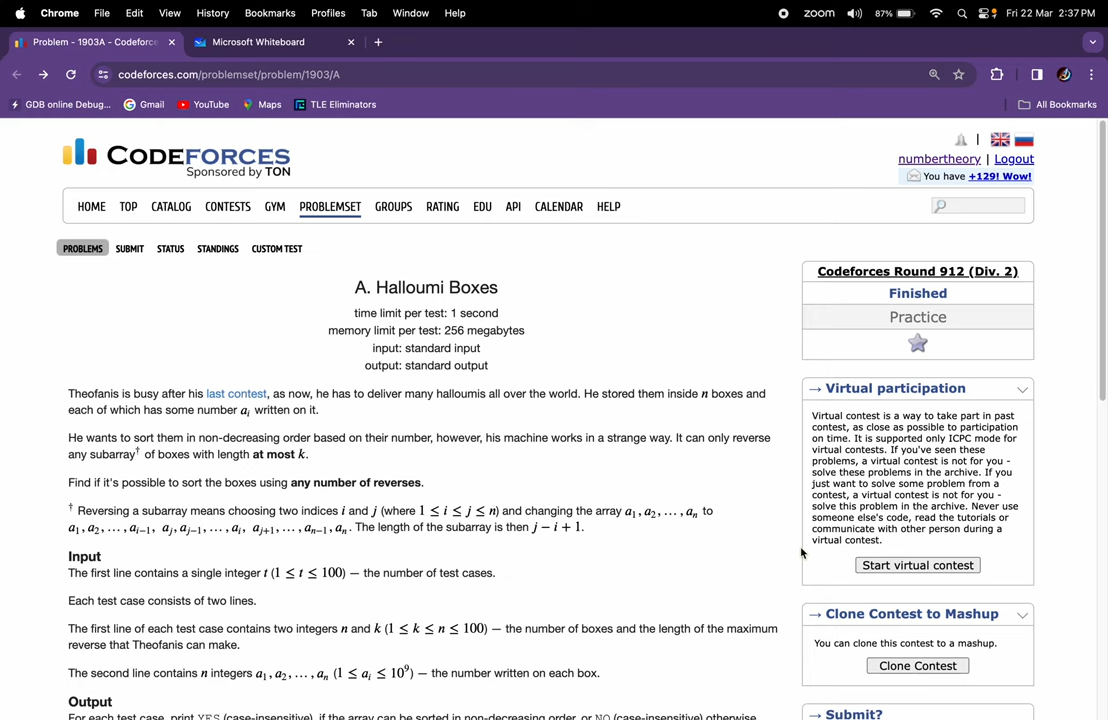 Chrome File Edit View History Bookmarks Profiles Tab Window Help zoom 87% Fri 22 Mar 2:37 PM
Problem - 1903A - Codeforce Microsoft Whiteboard
codeforces.com/problemset/problem/1903/A
GDB online Debug... Gmail YouTube Maps TLE Eliminators All Bookmarks
CODEFORCES
Sponsored by TON
numbertheory | Logout
You have +129! Wow!
HOME TOP CATALOG CONTESTS GYM PROBLEMSET GROUPS RATING EDU API CALENDAR HELP
PROBLEMS SUBMIT STATUS STANDINGS CUSTOM TEST
A. Halloumi Boxes
time limit per test: 1 second
memory limit per test: 256 megabytes
input: standard input
output: standard output
Theofanis is busy after his last contest, as now, he has to deliver many halloumis all over the world. He stored them inside n boxes and
each of which has some number aᵢ written on it.
He wants to sort them in non-decreasing order based on their number, however, his machine works in a strange way. It can only reverse
any subarray† of boxes with length at most k.
Find if it's possible to sort the boxes using any number of reverses.
† Reversing a subarray means choosing two indices i and j (where 1 ≤ i ≤ j ≤ n) and changing the array a₁, a₂, …, aₙ to
a₁, a₂, …, aᵢ₋₁, aⱼ, aⱼ₋₁, …, aᵢ, aⱼ₊₁, …, aₙ₋₁, aₙ. The length of the subarray is then j − i + 1.
Input
The first line contains a single integer t (1 ≤ t ≤ 100) — the number of test cases.
Each test case consists of two lines.
The first line of each test case contains two integers n and k (1 ≤ k ≤ n ≤ 100) — the number of boxes and the length of the maximum
reverse that Theofanis can make.
The second line contains n integers a₁, a₂, …, aₙ (1 ≤ aᵢ ≤ 10⁹) — the number written on each box.
Output
For each test case, print YES (case-insensitive), if the array can be sorted in non-decreasing order, or NO (case-insensitive) otherwise
Codeforces Round 912 (Div. 2)
Finished
Practice
→ Virtual participation
Virtual contest is a way to take part in past
contest, as close as possible to participation
on time. It is supported only ICPC mode for
virtual contests. If you've seen these
problems, a virtual contest is not for you -
solve these problems in the archive. If you
just want to solve some problem from a
contest, a virtual contest is not for you -
solve this problem in the archive. Never use
someone else's code, read the tutorials or
communicate with other person during a
virtual contest.
Start virtual contest
→ Clone Contest to Mashup
You can clone this contest to a mashup.
Clone Contest
→ Submit?